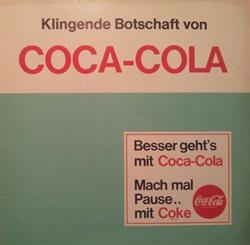 Klingende Botschaft von
COCA-COLA
Besser geht's
mit Coca-Cola
Mach mal
Pause..
mit Coke
Coca-Cola